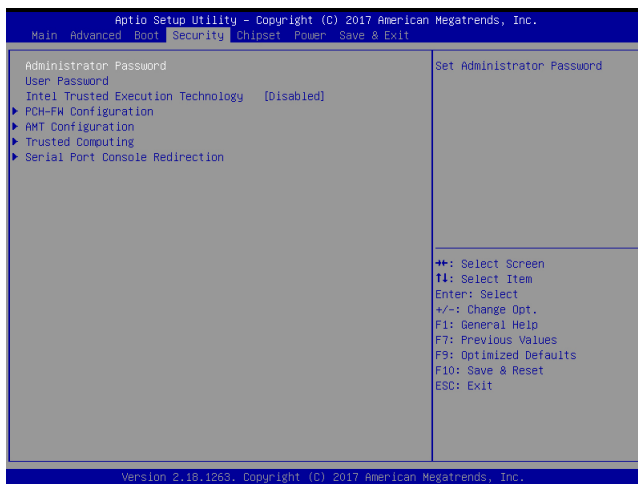 Aptio Setup Utility – Copyright (C) 2017 American Megatrends, Inc.
Main Advanced Boot Security Chipset Power Save & Exit
Administrator Password
User Password
Intel Trusted Execution Technology [Disabled]
PCH-FW Configuration
AMT Configuration
Trusted Computing
Serial Port Console Redirection
Set Administrator Password
→←: Select Screen
↑↓: Select Item
Enter: Select
+/-: Change Opt.
F1: General Help
F7: Previous Values
F9: Optimized Defaults
F10: Save & Reset
ESC: Exit
Version 2.18.1263. Copyright (C) 2017 American Megatrends, Inc.